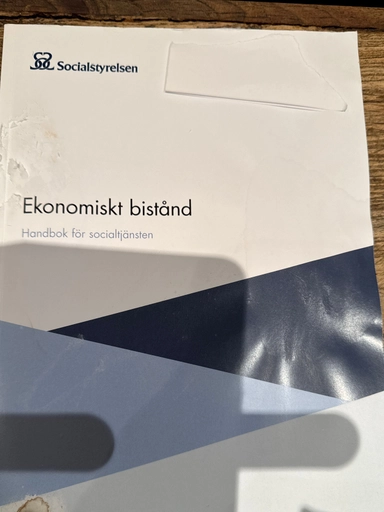 Socialstyrelsen
Ekonomiskt bistånd
Handbok för socialtjänsten